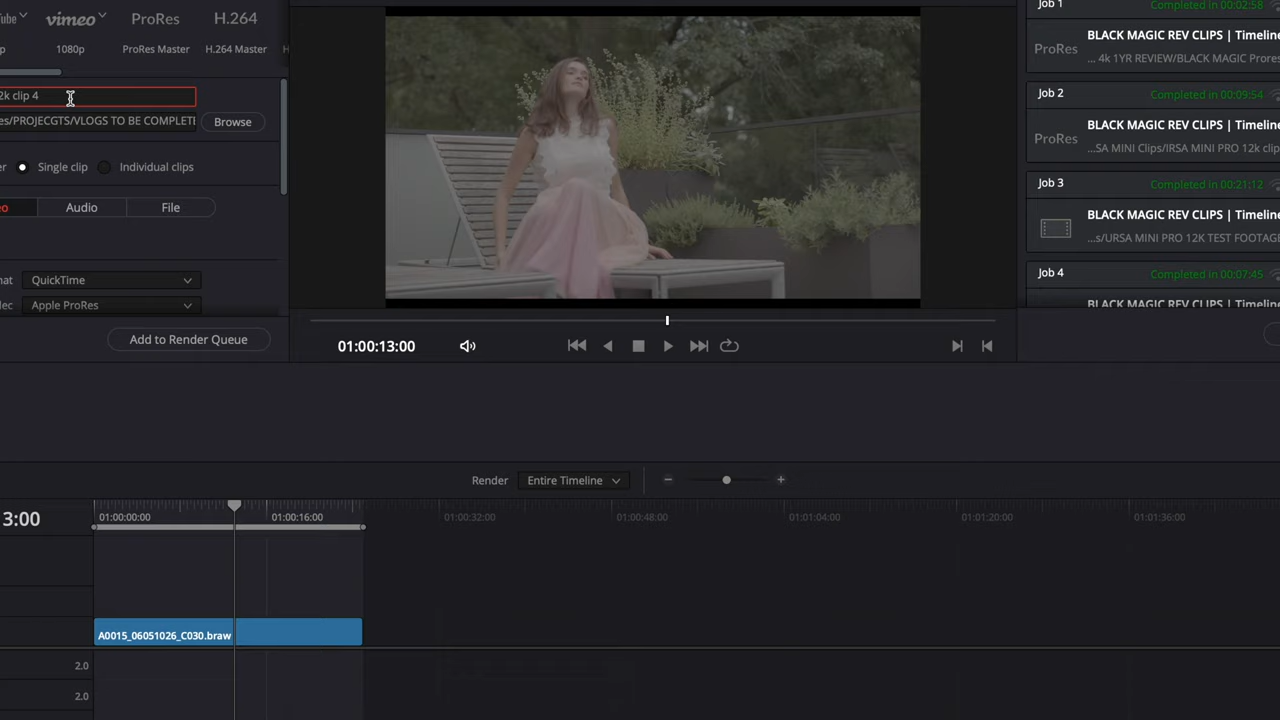 vimeo
ProRes
H.264
1080p
ProRes Master
H.264 Master
2k clip 4
es/PROJECGTS/VLOGS TO BE COMPLETE
Browse
Single clip
Individual clips
Audio
File
QuickTime
Apple ProRes
Add to Render Queue
01:00:13:00
Job 1
Completed in 00:02:58
ProRes
BLACK MAGIC REV CLIPS | Timeline
... 4k 1YR REVIEW/BLACK MAGIC Prores
Job 2
Completed in 00:09:54
ProRes
BLACK MAGIC REV CLIPS | Timeline
...SA MINI Clips/IRSA MINI PRO 12k clip
Job 3
Completed in 00:21:12
BLACK MAGIC REV CLIPS | Timeline
...s/URSA MINI PRO 12K TEST FOOTAGE
Job 4
Completed in 00:07:45
BLACK MAGIC REV CLIPS | Timeline
Render
Entire Timeline
3:00
01:00:00:00
01:00:16:00
01:00:32:00
01:00:48:00
01:01:04:00
01:01:20:00
01:01:36:00
A0015_06051026_C030.braw
2.0
2.0